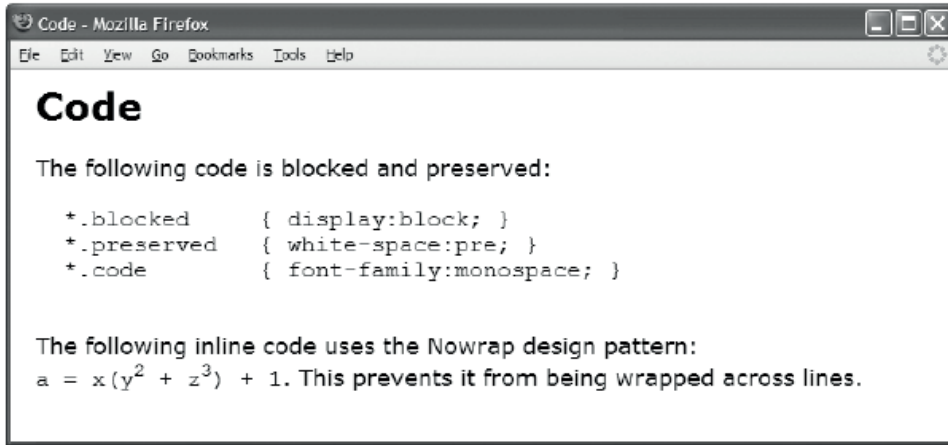 Code - Mozilla Firefox
File Edit View Go Bookmarks Tools Help
Code
The following code is blocked and preserved:
*.blocked     { display:block; }
*.preserved   { white-space:pre; }
*.code        { font-family:monospace; }
The following inline code uses the Nowrap design pattern:
a = x(y² + z³) + 1. This prevents it from being wrapped across lines.